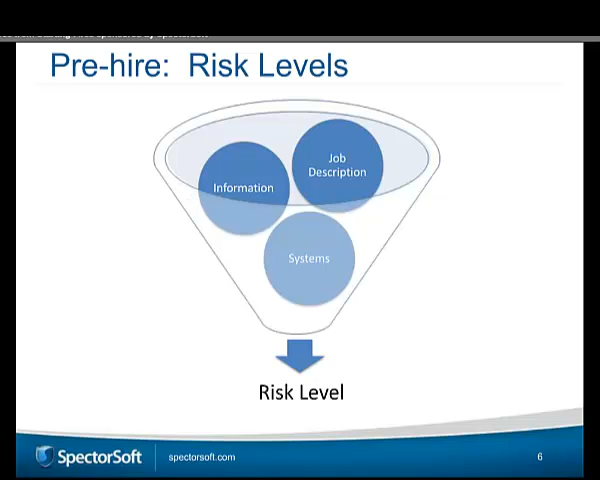 Pre-hire: Risk Levels
Job
Description
Information
Systems
Risk Level
SpectorSoft
spectorsoft.com
6